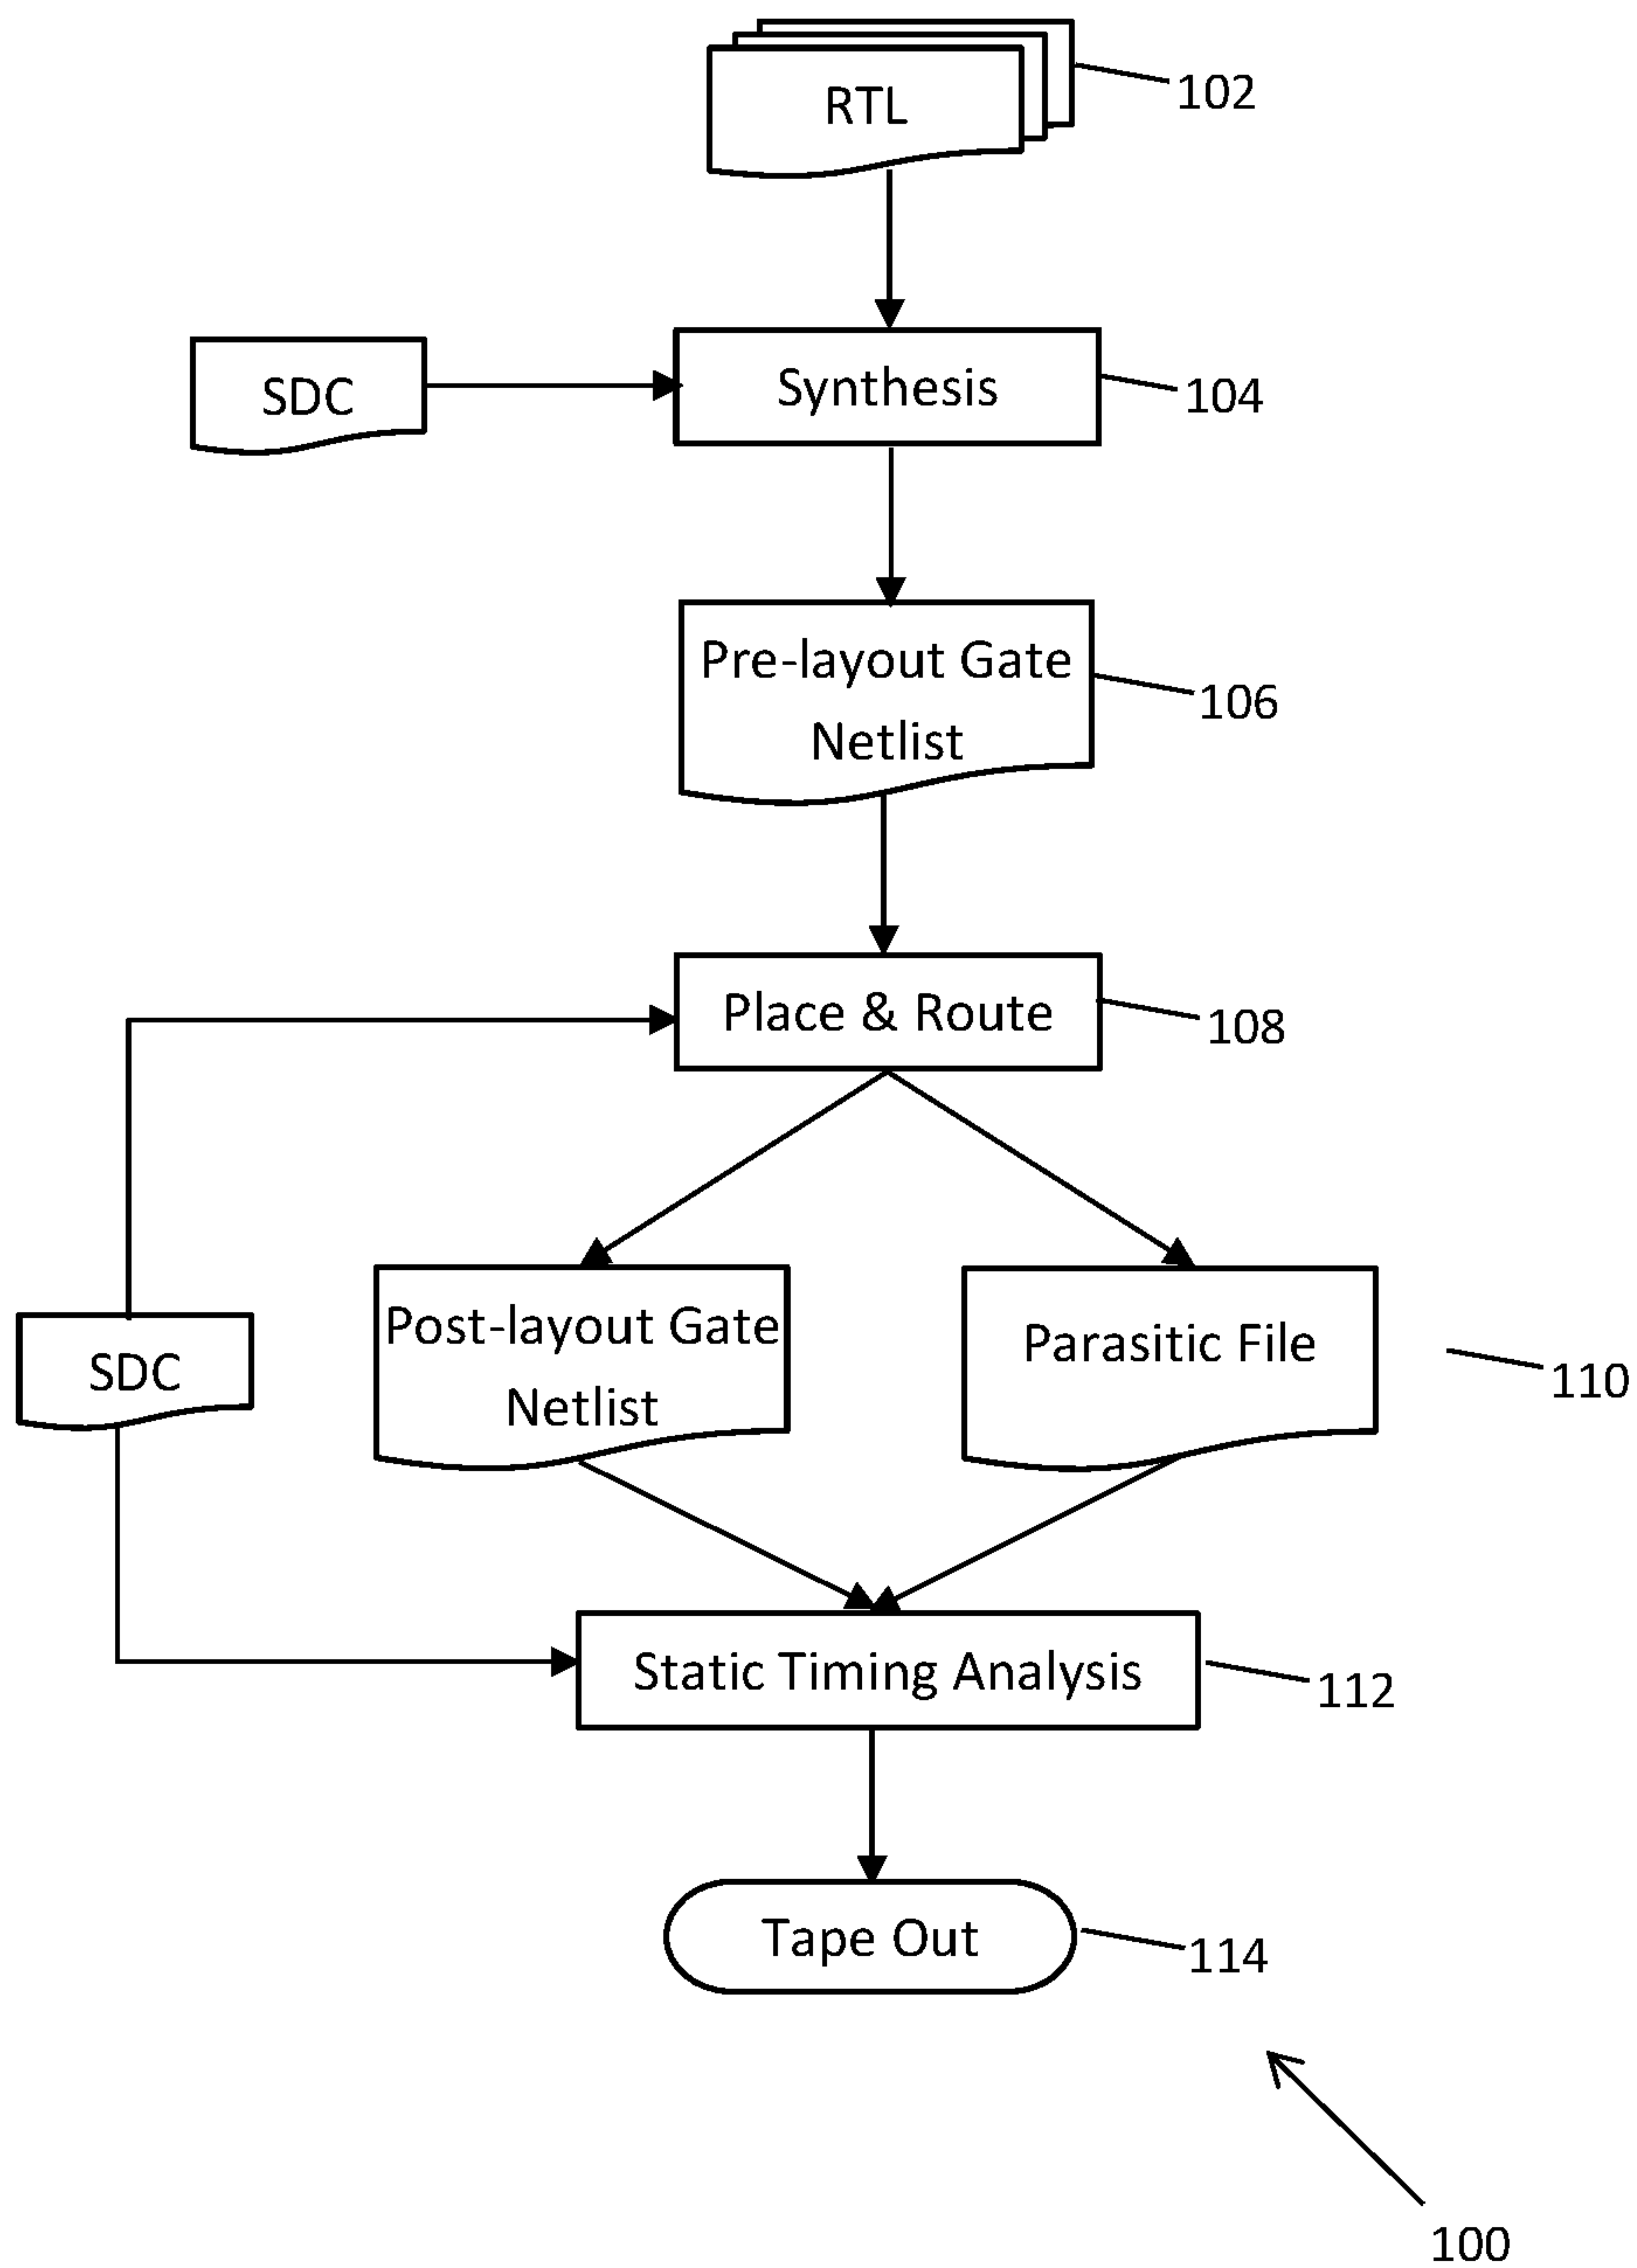 RTL
102
SDC
Synthesis
104
Pre-layout Gate
Netlist
106
Place & Route
108
SDC
Post-layout Gate
Netlist
Parasitic File
110
Static Timing Analysis
112
Tape Out
114
100